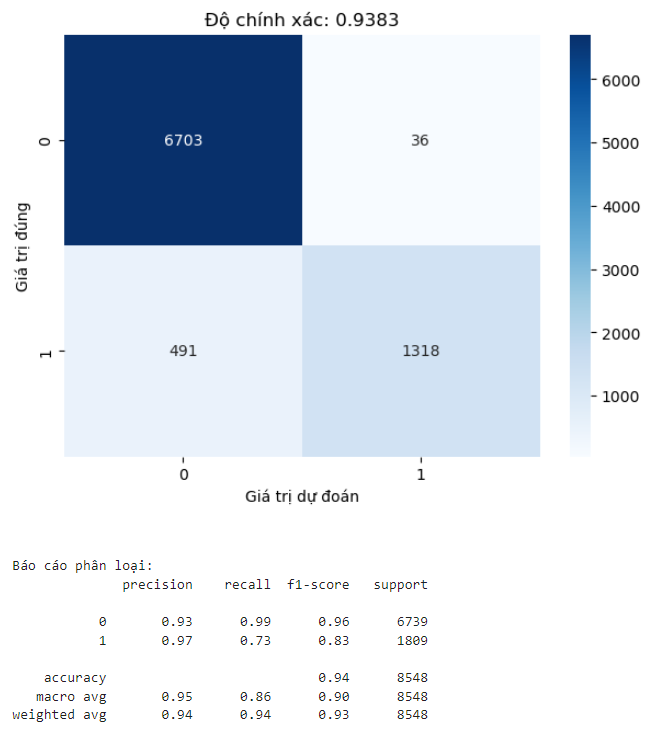 Độ chính xác: 0.9383
6000
5000
4000
3000
2000
1000
Giá trị đúng
0
1
6703 36
491 1318
0 1
Giá trị dự đoán
Báo cáo phân loại:
precision recall f1-score support
0 0.93 0.99 0.96 6739
1 0.97 0.73 0.83 1809
accuracy 0.94 8548
macro avg 0.95 0.86 0.90 8548
weighted avg 0.94 0.94 0.93 8548